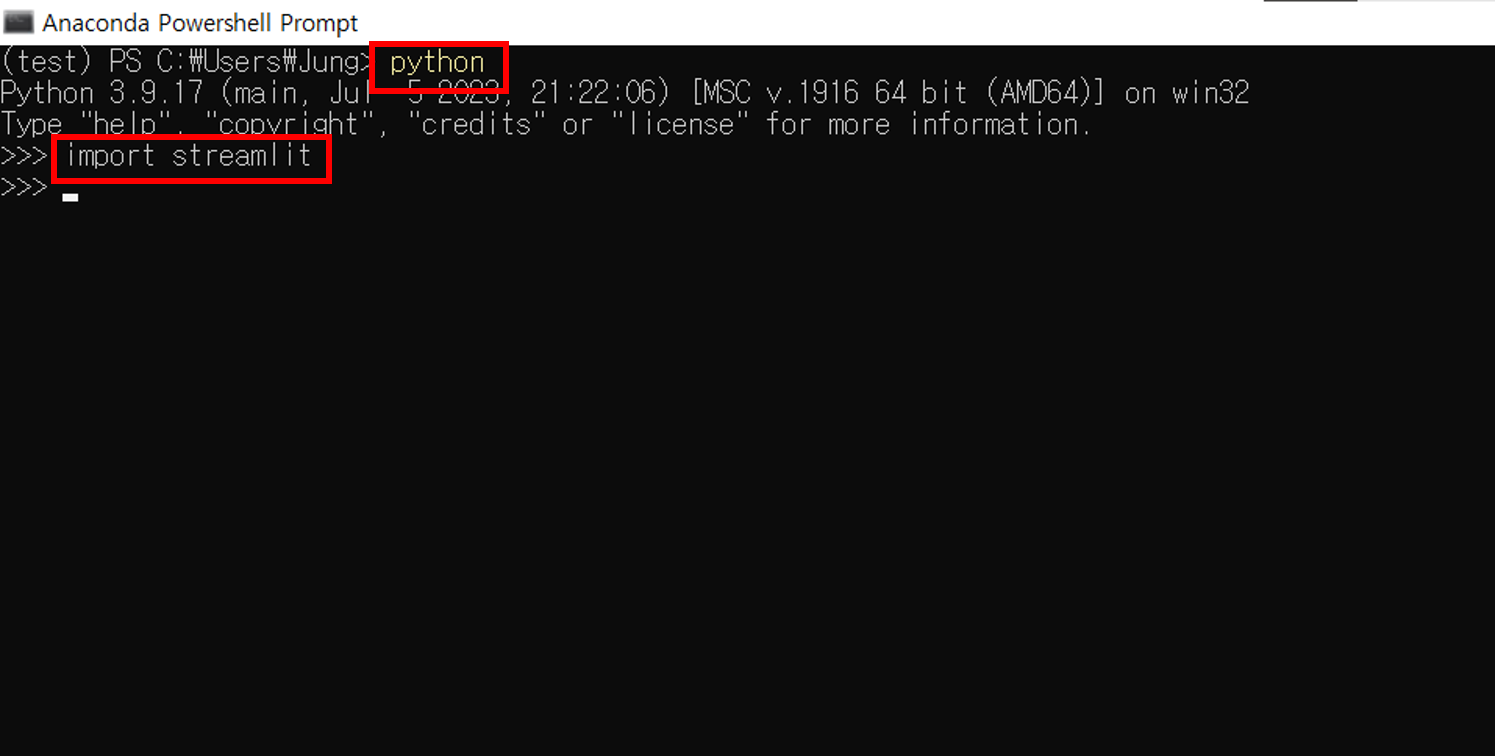 Anaconda Powershell Prompt
(test) PS C:₩Users₩Jung> python
Python 3.9.17 (main, Jul  5 2023, 21:22:06) [MSC v.1916 64 bit (AMD64)] on win32
Type "help", "copyright", "credits" or "license" for more information.
>>> import streamlit
>>>